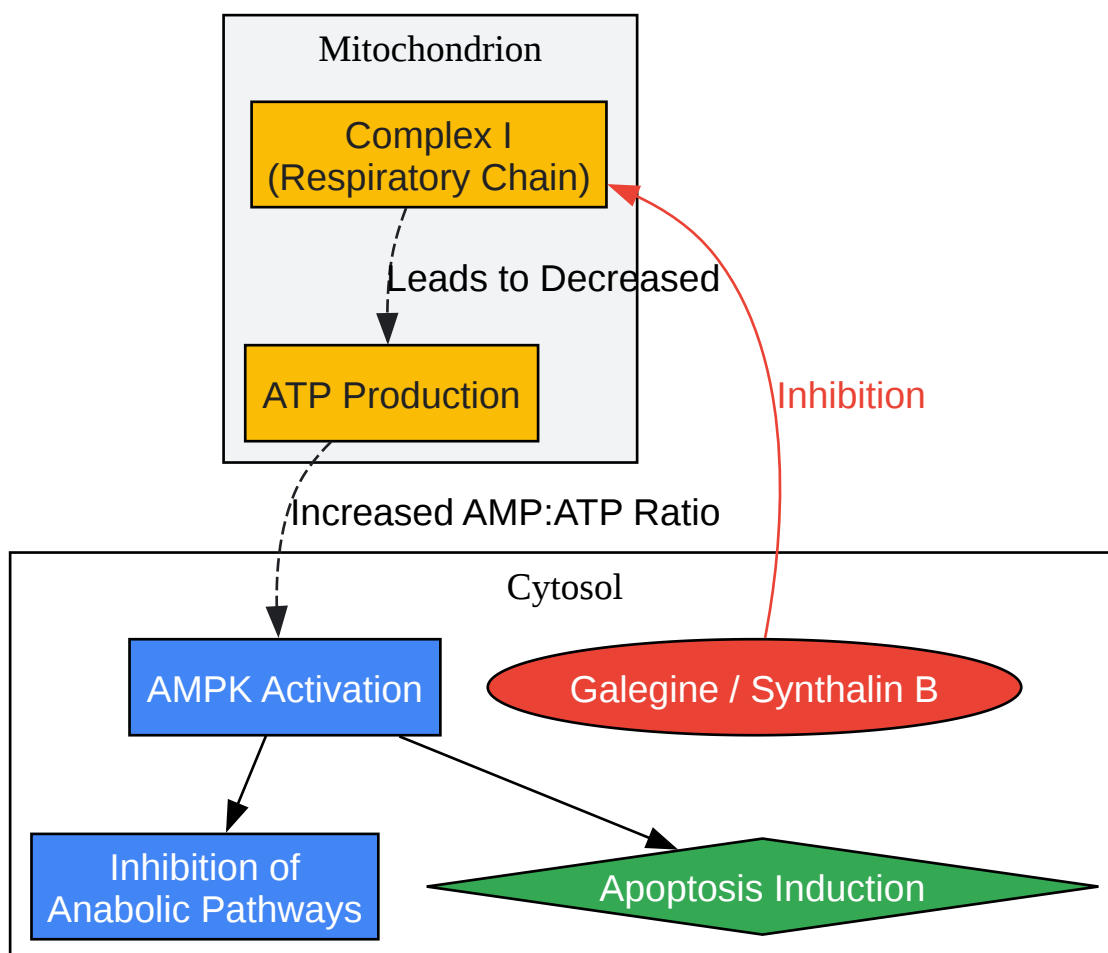 Mitochondrion
Complex I
(Respiratory Chain)
Leads to Decreased
ATP Production
Inhibition
Increased AMP:ATP Ratio
Cytosol
AMPK Activation
Galegine / Synthalin B
Inhibition of
Anabolic Pathways
Apoptosis Induction